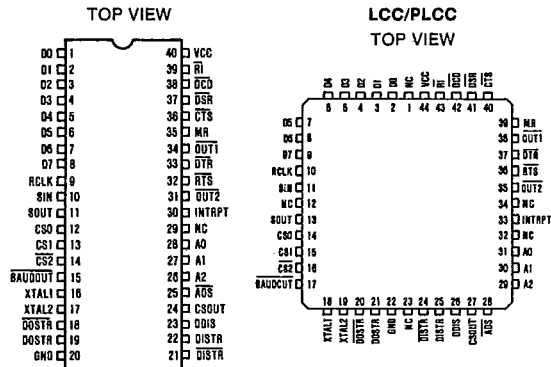 TOP VIEW
D0 1 40 VCC
D1 2 39 RI
D2 3 38 DCD
D3 4 37 DSR
D4 5 36 CTS
D5 6 35 MR
D6 7 34 OUT1
D7 8 33 DTR
RCLK 9 32 RTS
SIN 10 31 OUT2
SOUT 11 30 INTRPT
CS0 12 29 NC
CS1 13 28 A0
CS2 14 27 A1
BAUDOUT 15 26 A2
XTAL1 16 25 ADS
XTAL2 17 24 CSOUT
DOSTR 18 23 DDIS
DOSTR 19 22 DISTR
GND 20 21 DISTR
LCC/PLCC
TOP VIEW
D4 D3 D2 D1 D0 NC VCC RI DCD DSR CTS
6 5 4 3 2 1 44 43 42 41 40
D5 7 39 MR
D6 8 38 OUT1
D7 9 37 DTR
RCLK 10 36 RTS
SIN 11 35 OUT2
NC 12 34 NC
SOUT 13 33 INTRPT
CS0 14 32 NC
CS1 15 31 A0
CS2 16 30 A1
BAUDOUT 17 29 A2
18 19 20 21 22 23 24 25 26 27 28
XTAL1 XTAL2 DOSTR DOSTR GND NC DISTR DISTR DDIS CSOUT ADS